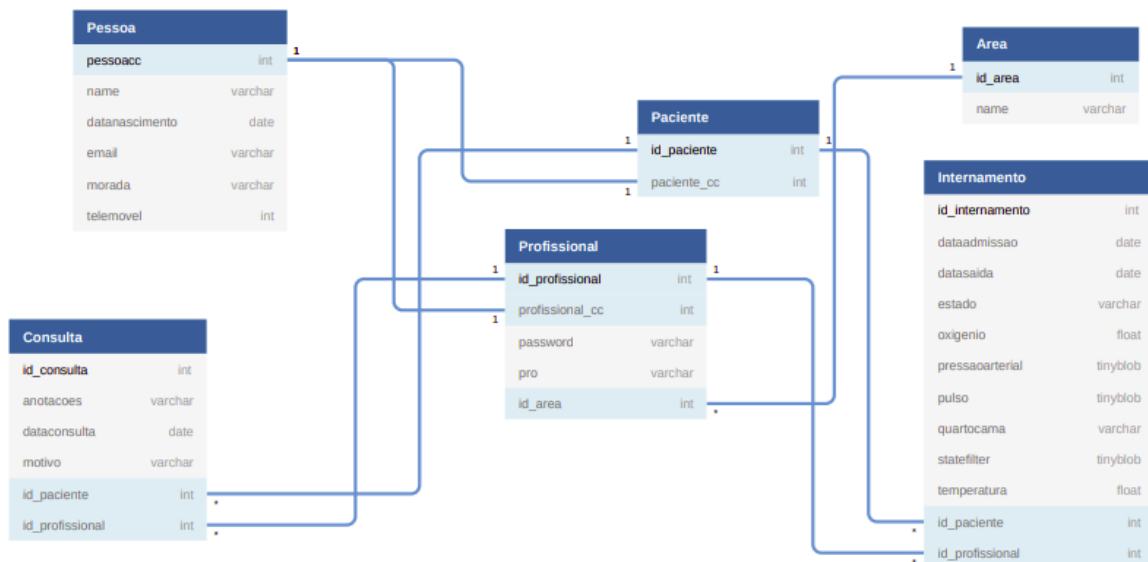 Pessoa
pessoacc int
name varchar
datanascimento date
email varchar
morada varchar
telemovel int
1
Area
id_area int
name varchar
1
Paciente
id_paciente int
paciente_cc int
1
1
1
Profissional
id_profissional int
profissional_cc int
password varchar
pro varchar
id_area int
1
1
1
*
Internamento
id_internamento int
dataadmissao date
datasaida date
estado varchar
oxigenio float
pressaoarterial tinyblob
pulso tinyblob
quartocama varchar
statefilter tinyblob
temperatura float
id_paciente int
id_profissional int
*
*
Consulta
id_consulta int
anotacoes varchar
dataconsulta date
motivo varchar
id_paciente int
id_profissional int
*
*